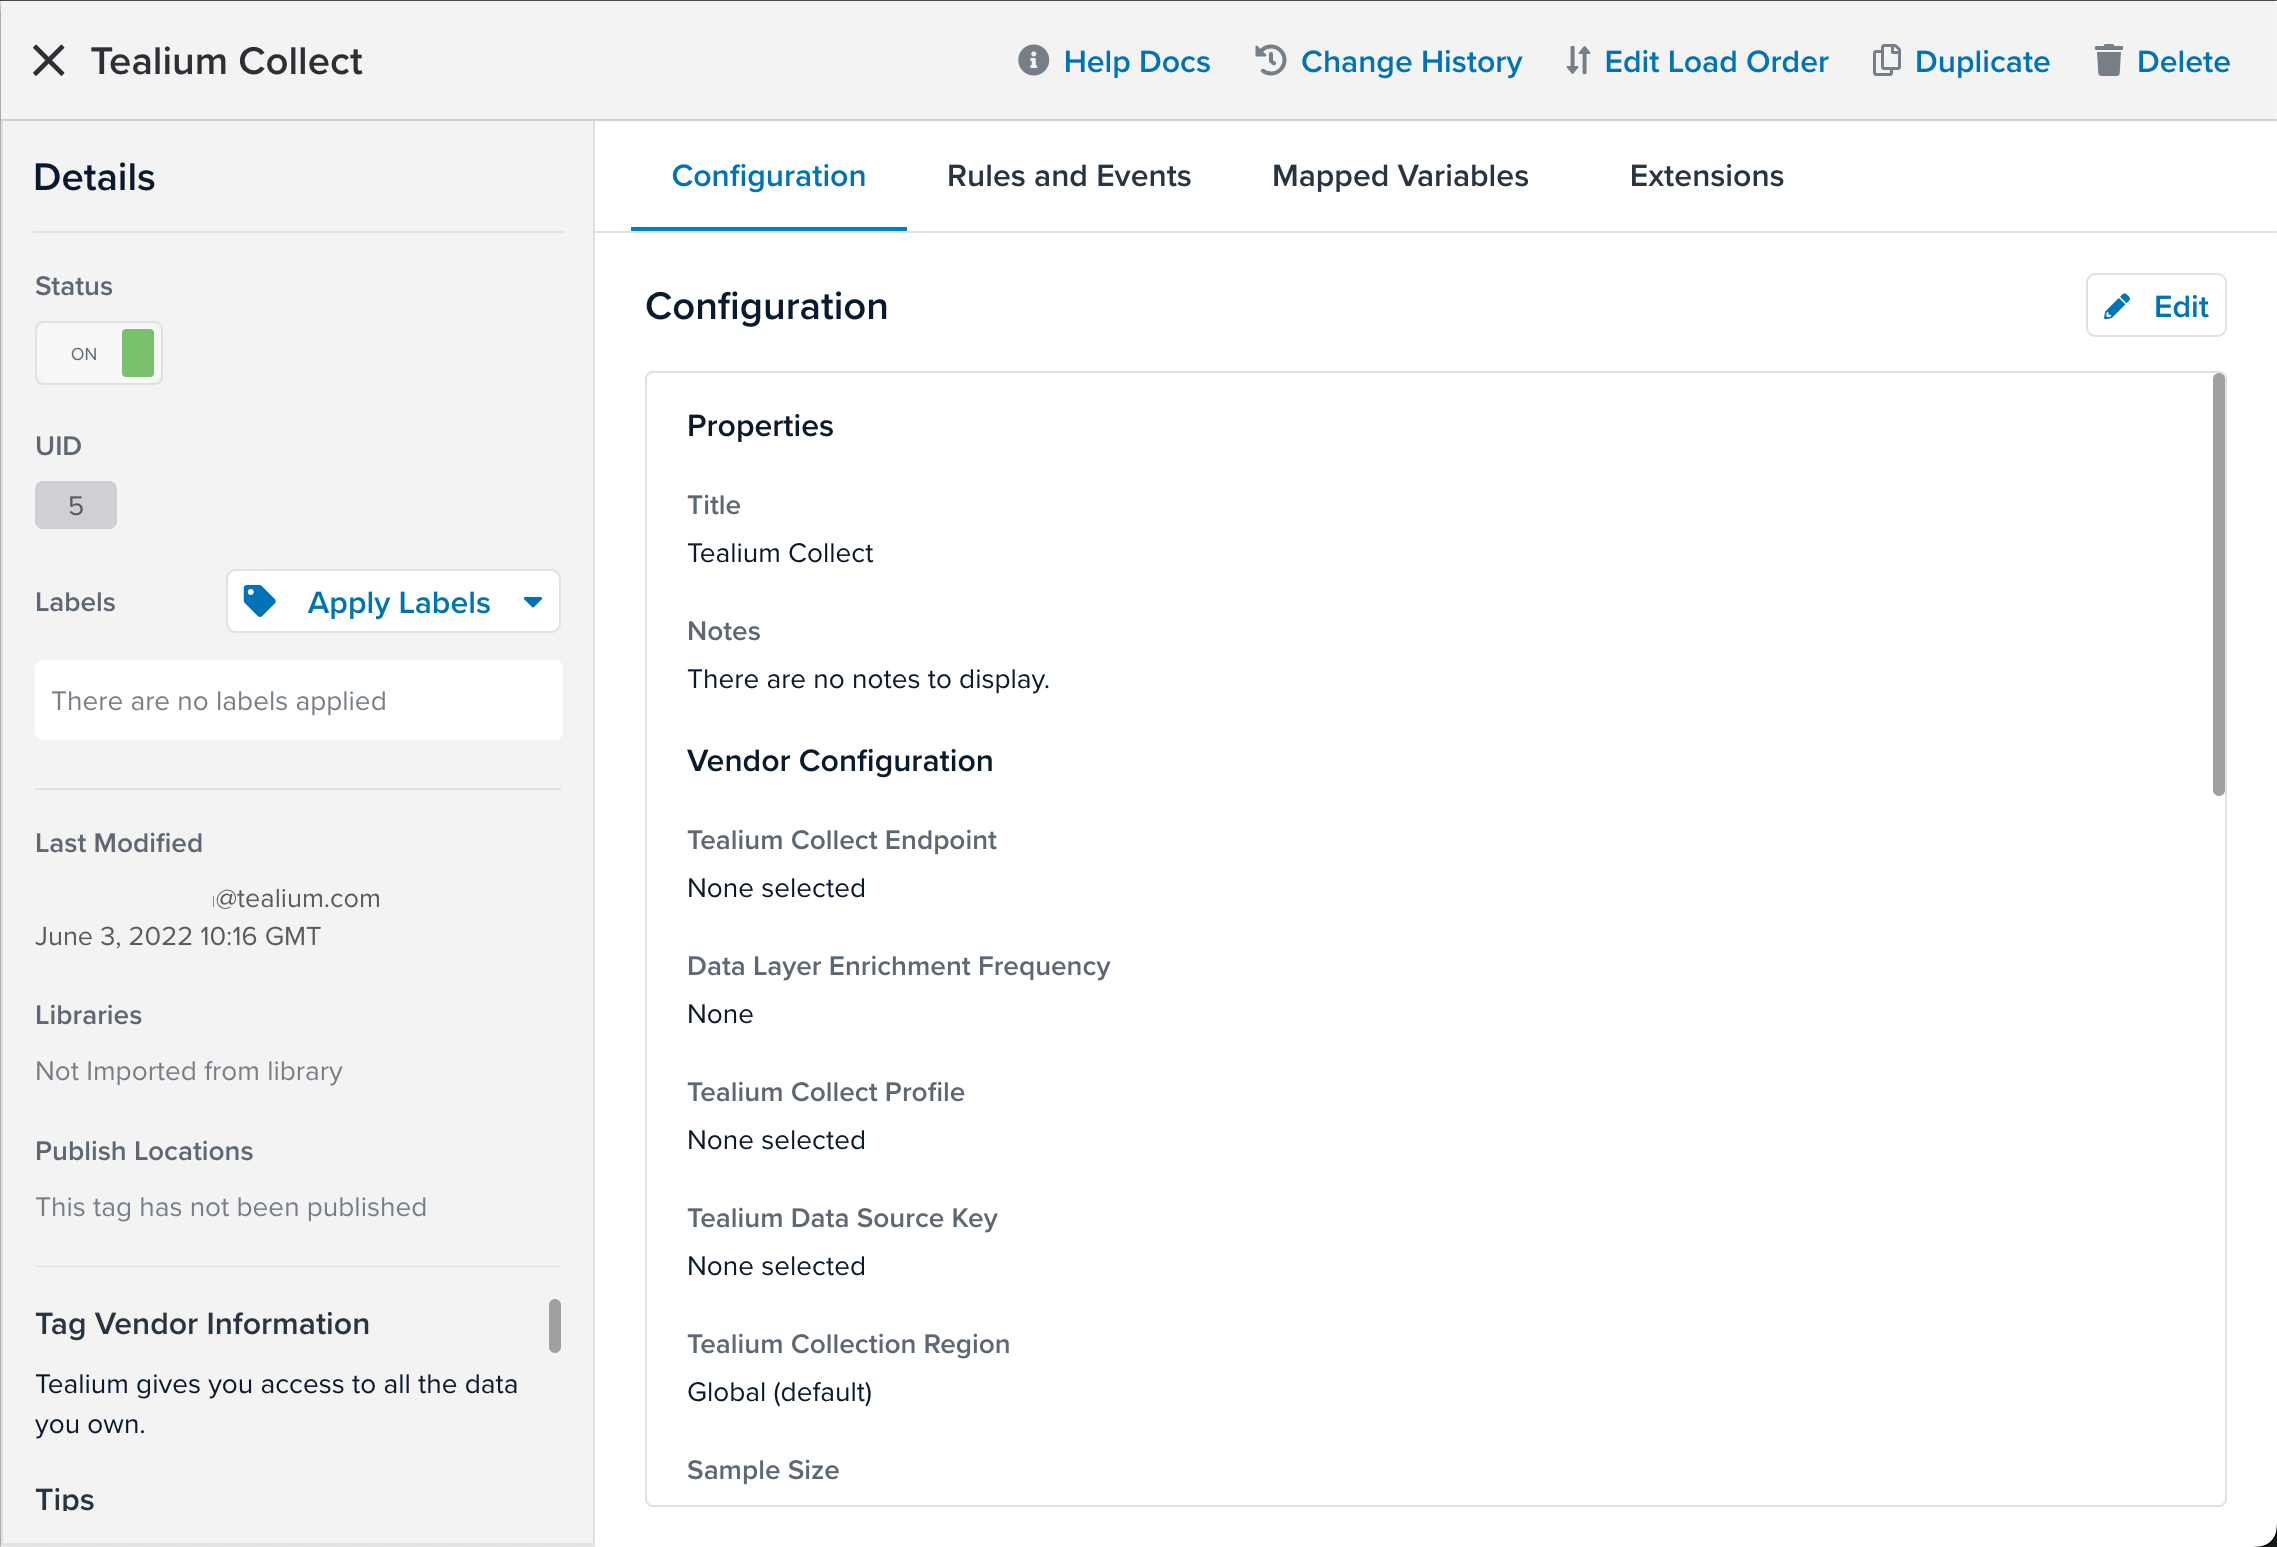 Tealium Collect
Help Docs
Change History
Edit Load Order
Duplicate
Delete
Details
Status
ON
UID
5
Labels
Apply Labels
There are no labels applied
Last Modified
@tealium.com
June 3, 2022 10:16 GMT
Libraries
Not Imported from library
Publish Locations
This tag has not been published
Tag Vendor Information
Tealium gives you access to all the data
you own.
Tips
Configuration
Rules and Events
Mapped Variables
Extensions
Configuration
Edit
Properties
Title
Tealium Collect
Notes
There are no notes to display.
Vendor Configuration
Tealium Collect Endpoint
None selected
Data Layer Enrichment Frequency
None
Tealium Collect Profile
None selected
Tealium Data Source Key
None selected
Tealium Collection Region
Global (default)
Sample Size